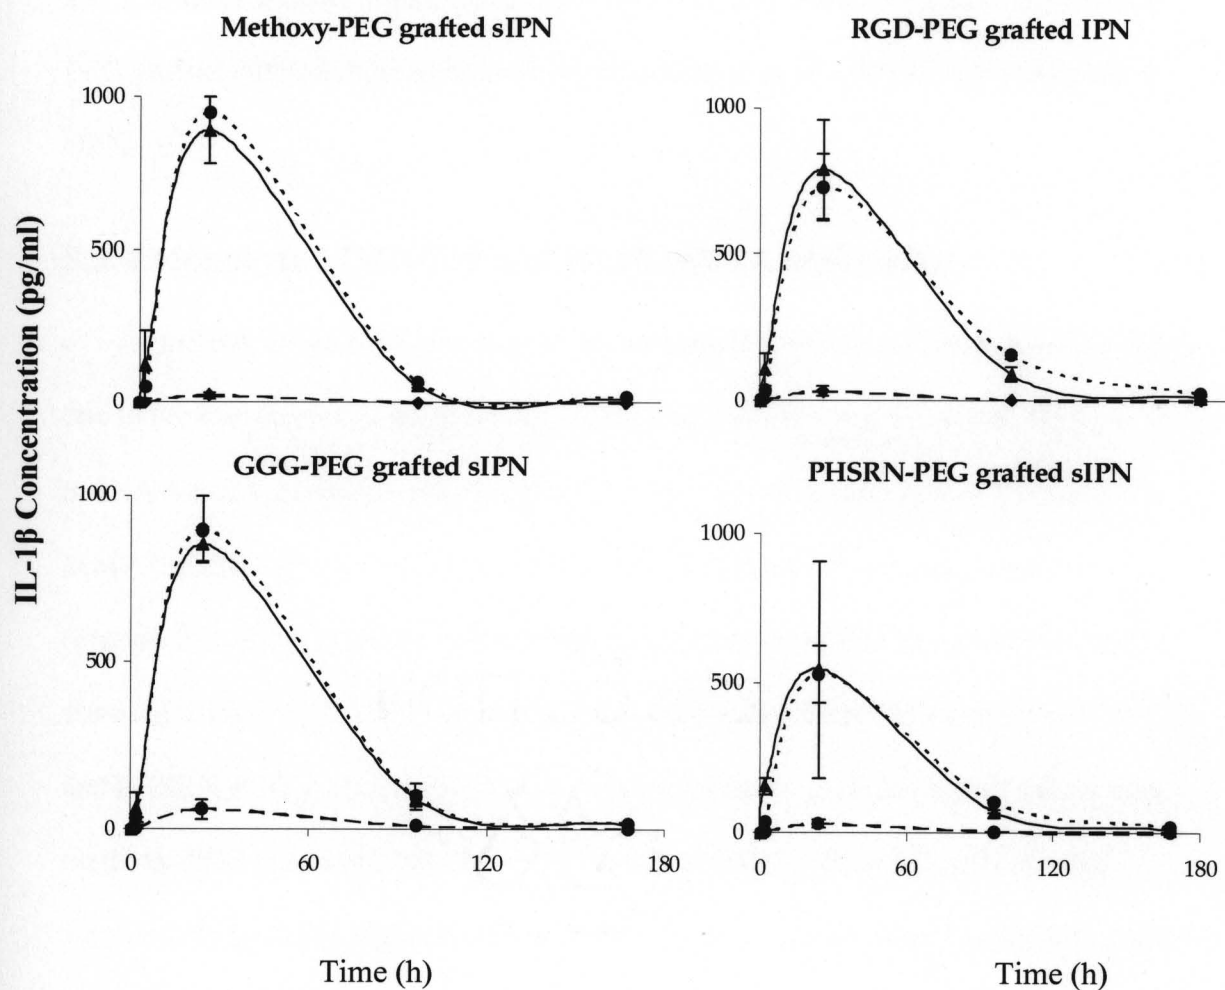 Methoxy-PEG grafted sIPN
RGD-PEG grafted IPN
1000
500
0
1000
500
0
IL-1β Concentration (pg/ml)
GGG-PEG grafted sIPN
PHSRN-PEG grafted sIPN
1000
500
0
0 60 120 180
1000
500
0
0 60 120 180
Time (h)
Time (h)